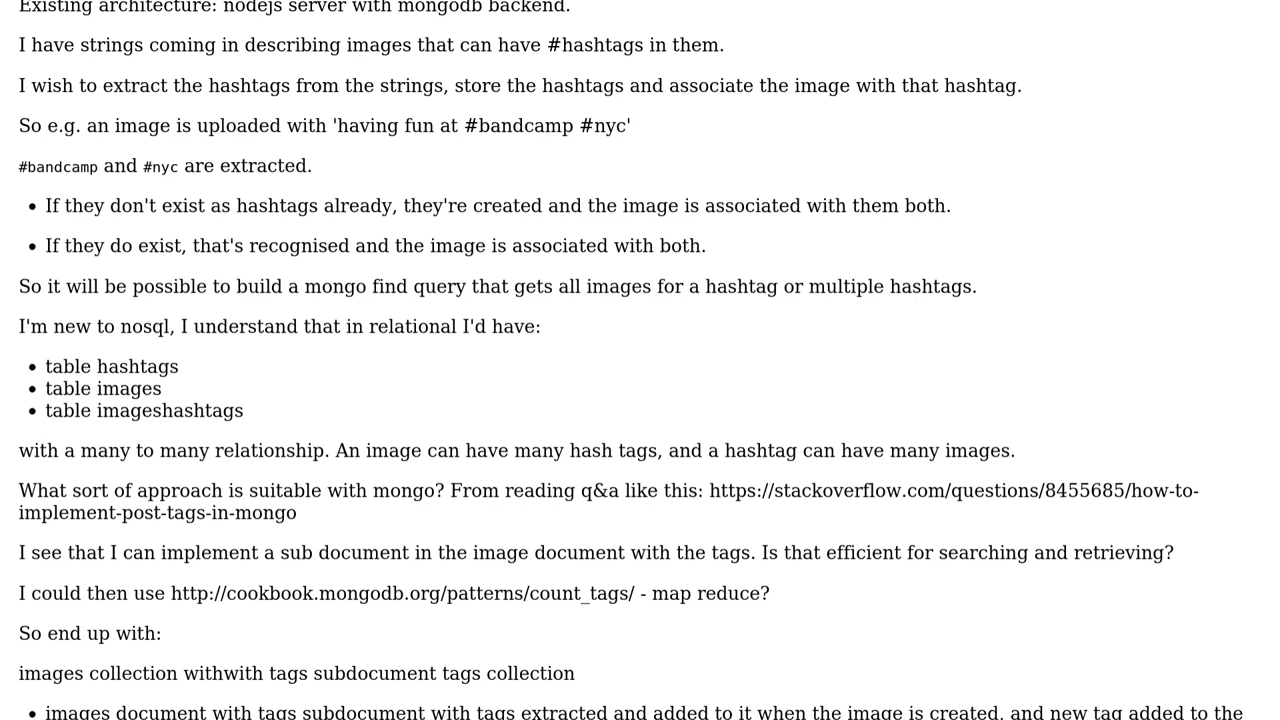 Existing architecture: nodejs server with mongodb backend.
I have strings coming in describing images that can have #hashtags in them.
I wish to extract the hashtags from the strings, store the hashtags and associate the image with that hashtag.
So e.g. an image is uploaded with 'having fun at #bandcamp #nyc'
#bandcamp and #nyc are extracted.
• If they don't exist as hashtags already, they're created and the image is associated with them both.
• If they do exist, that's recognised and the image is associated with both.
So it will be possible to build a mongo find query that gets all images for a hashtag or multiple hashtags.
I'm new to nosql, I understand that in relational I'd have:
• table hashtags
• table images
• table imageshashtags
with a many to many relationship. An image can have many hash tags, and a hashtag can have many images.
What sort of approach is suitable with mongo? From reading q&a like this: https://stackoverflow.com/questions/8455685/how-to-
implement-post-tags-in-mongo
I see that I can implement a sub document in the image document with the tags. Is that efficient for searching and retrieving?
I could then use http://cookbook.mongodb.org/patterns/count_tags/ - map reduce?
So end up with:
images collection withwith tags subdocument tags collection
• images document with tags subdocument with tags extracted and added to it when the image is created, and new tag added to the